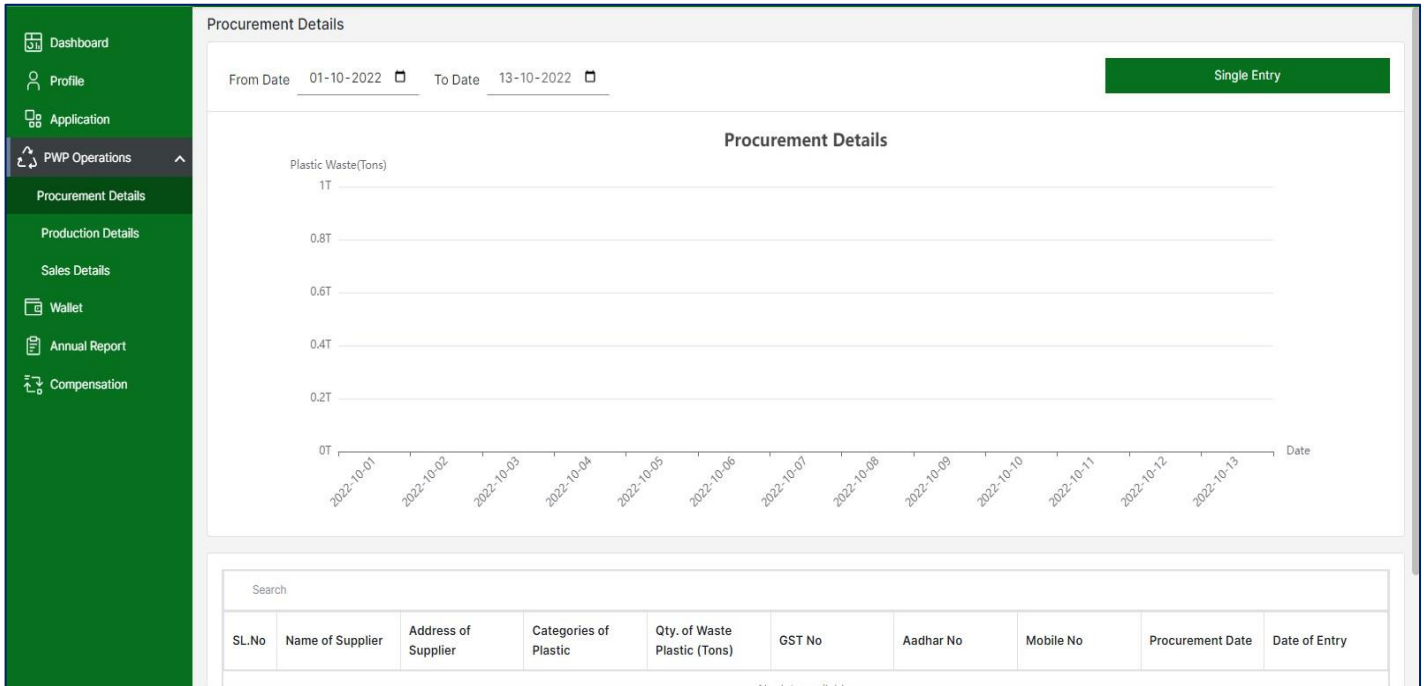 Dashboard
Profile
Application
PWP Operations
Procurement Details
Production Details
Sales Details
Wallet
Annual Report
Compensation
Procurement Details
From Date 01-10-2022 To Date 13-10-2022
Single Entry
Procurement Details
Plastic Waste(Tons)
1T
0.8T
0.6T
0.4T
0.2T
0T
2022-10-01 2022-10-02 2022-10-03 2022-10-04 2022-10-05 2022-10-06 2022-10-07 2022-10-08 2022-10-09 2022-10-10 2022-10-11 2022-10-12 2022-10-13
Date
Search
SL.No
Name of Supplier
Address of
Supplier
Categories of
Plastic
Qty. of Waste
Plastic (Tons)
GST No
Aadhar No
Mobile No
Procurement Date
Date of Entry